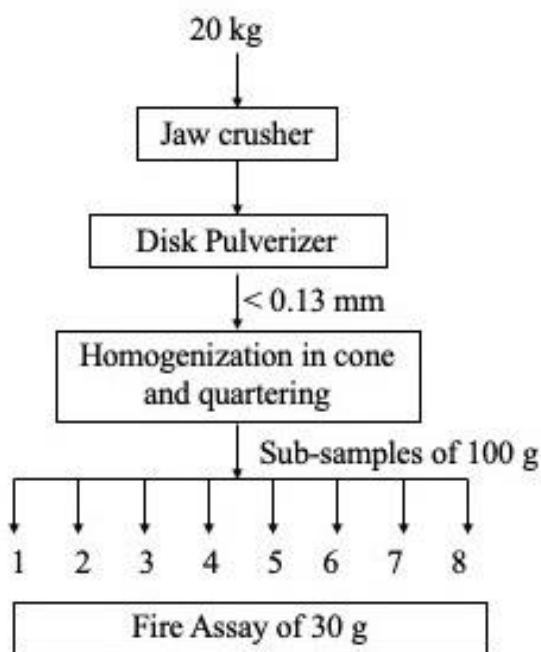 20 kg
Jaw crusher
Disk Pulverizer
< 0.13 mm
Homogenization in cone
and quartering
Sub-samples of 100 g
1 2 3 4 5 6 7 8
Fire Assay of 30 g